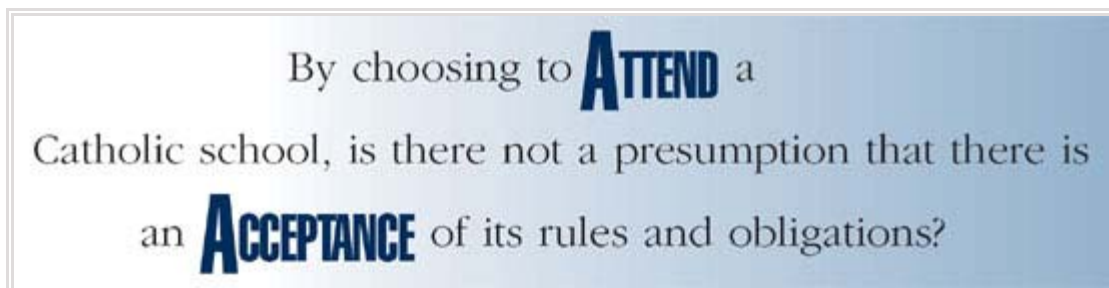 By choosing to ATTEND a
Catholic school, is there not a presumption that there is
an ACCEPTANCE of its rules and obligations?